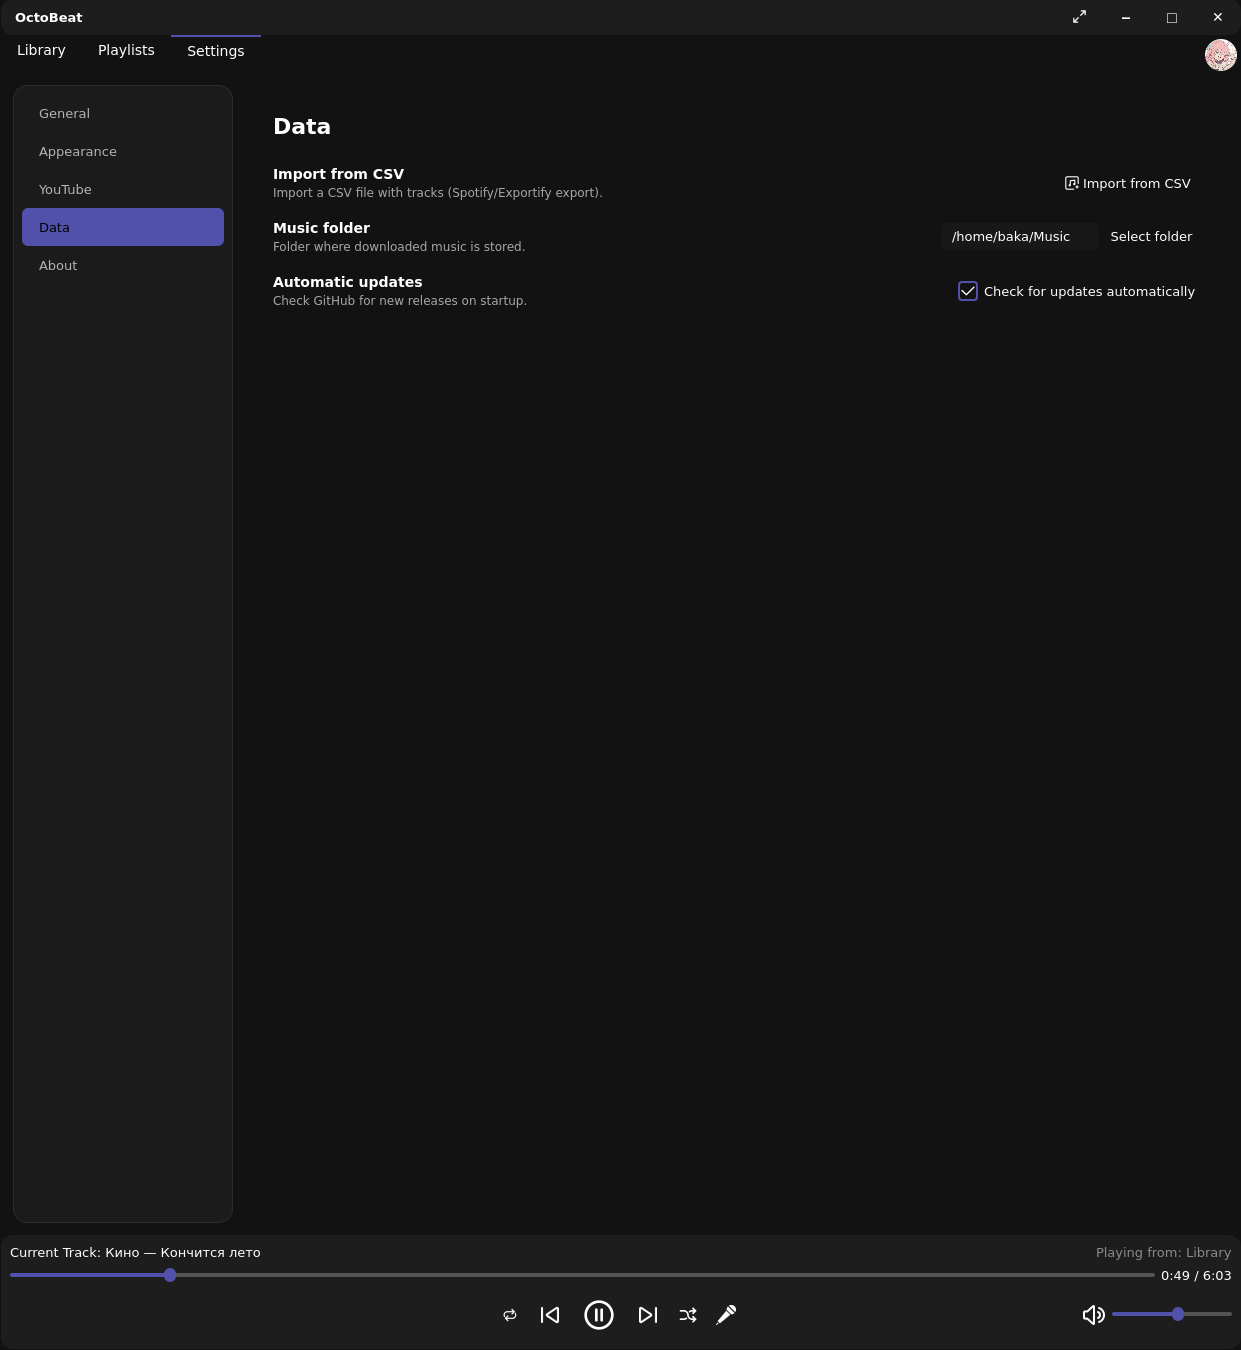 OctoBeat
Library Playlists Settings
General
Appearance
YouTube
Data
About
Data
Import from CSV
Import a CSV file with tracks (Spotify/Exportify export).
Import from CSV
Music folder
Folder where downloaded music is stored.
/home/baka/Music Select folder
Automatic updates
Check GitHub for new releases on startup.
Check for updates automatically
Current Track: Кино — Кончится лето
Playing from: Library
0:49 / 6:03